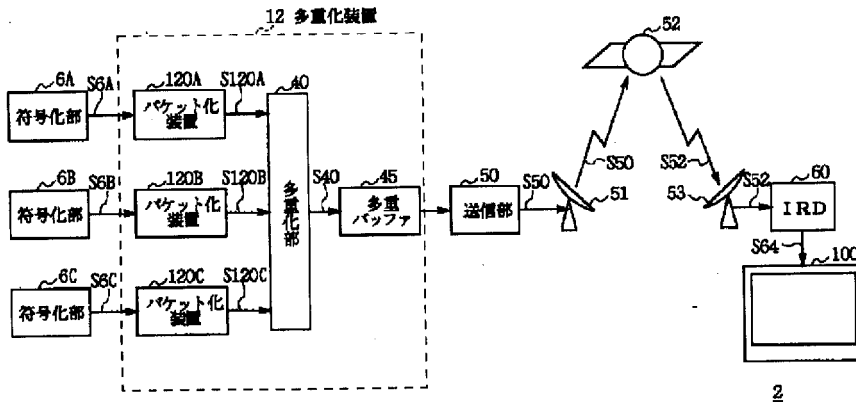 12 多重化装置
52
6A
S6A
120A
S120A
40
符号化部
パケット化
装置
6B
S6B
120B
S120B
S40
45
50
S50
符号化部
パケット化
装置
多重化部
多重
バッファ
送信部
51
S50
S52
53
S52
60
IRD
S64
100
6C
S6C
120C
S120C
符号化部
パケット化
装置
2